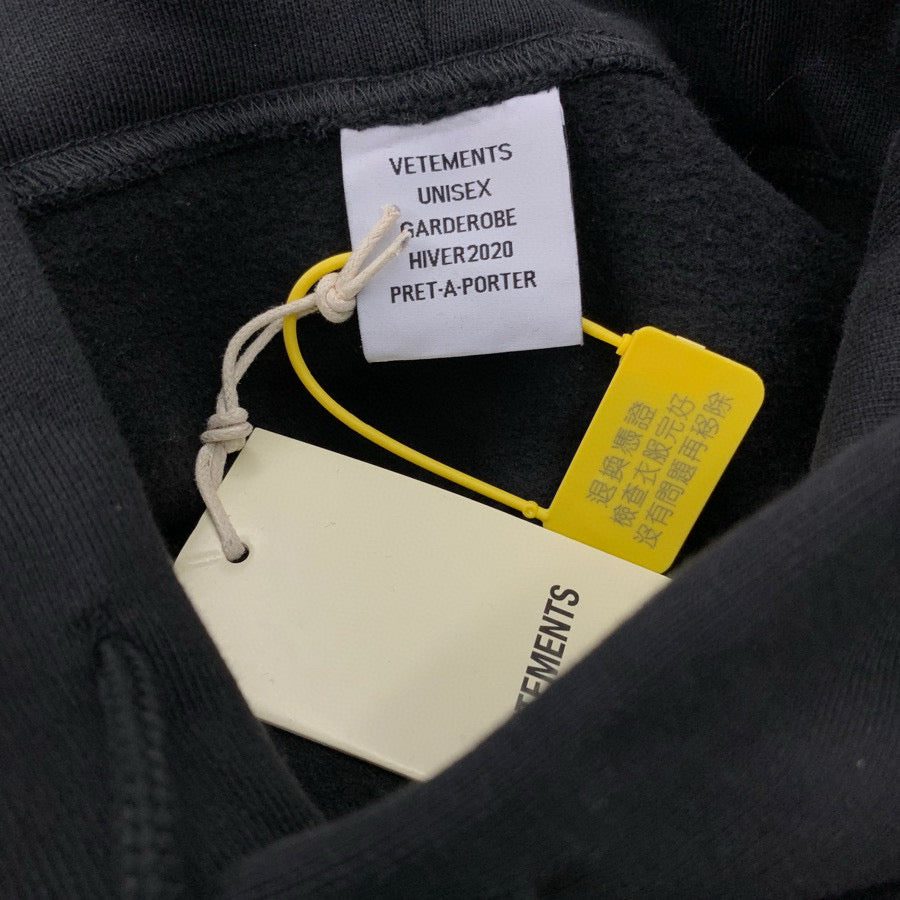 VETEMENTS
UNISEX
GARDEROBE
HIVER2020
PRET-A-PORTER
退換憑證
檢查衣服完好
沒有問題再移除
TEMENTS